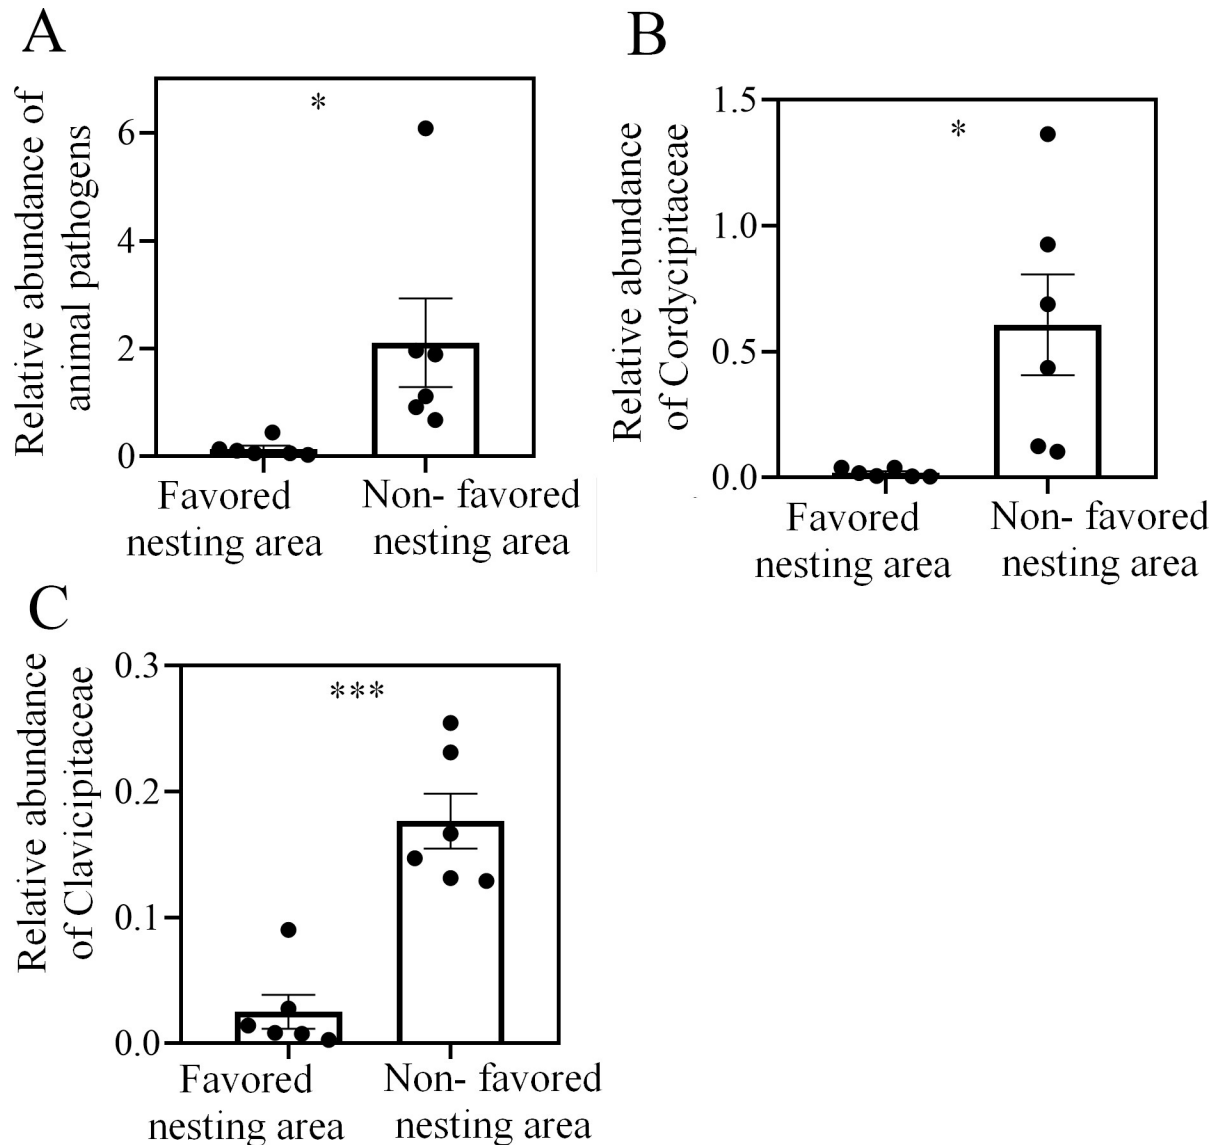 A
Relative abundance of
animal pathogens
6
4
2
0
*
Favored
nesting area
Non- favored
nesting area
B
Relative abundance
of Cordycipitaceae
1.5
1.0
0.5
0.0
*
Favored
nesting area
Non- favored
nesting area
C
Relative abundance
of Clavicipitaceae
0.3
0.2
0.1
0.0
***
Favored
nesting area
Non- favored
nesting area